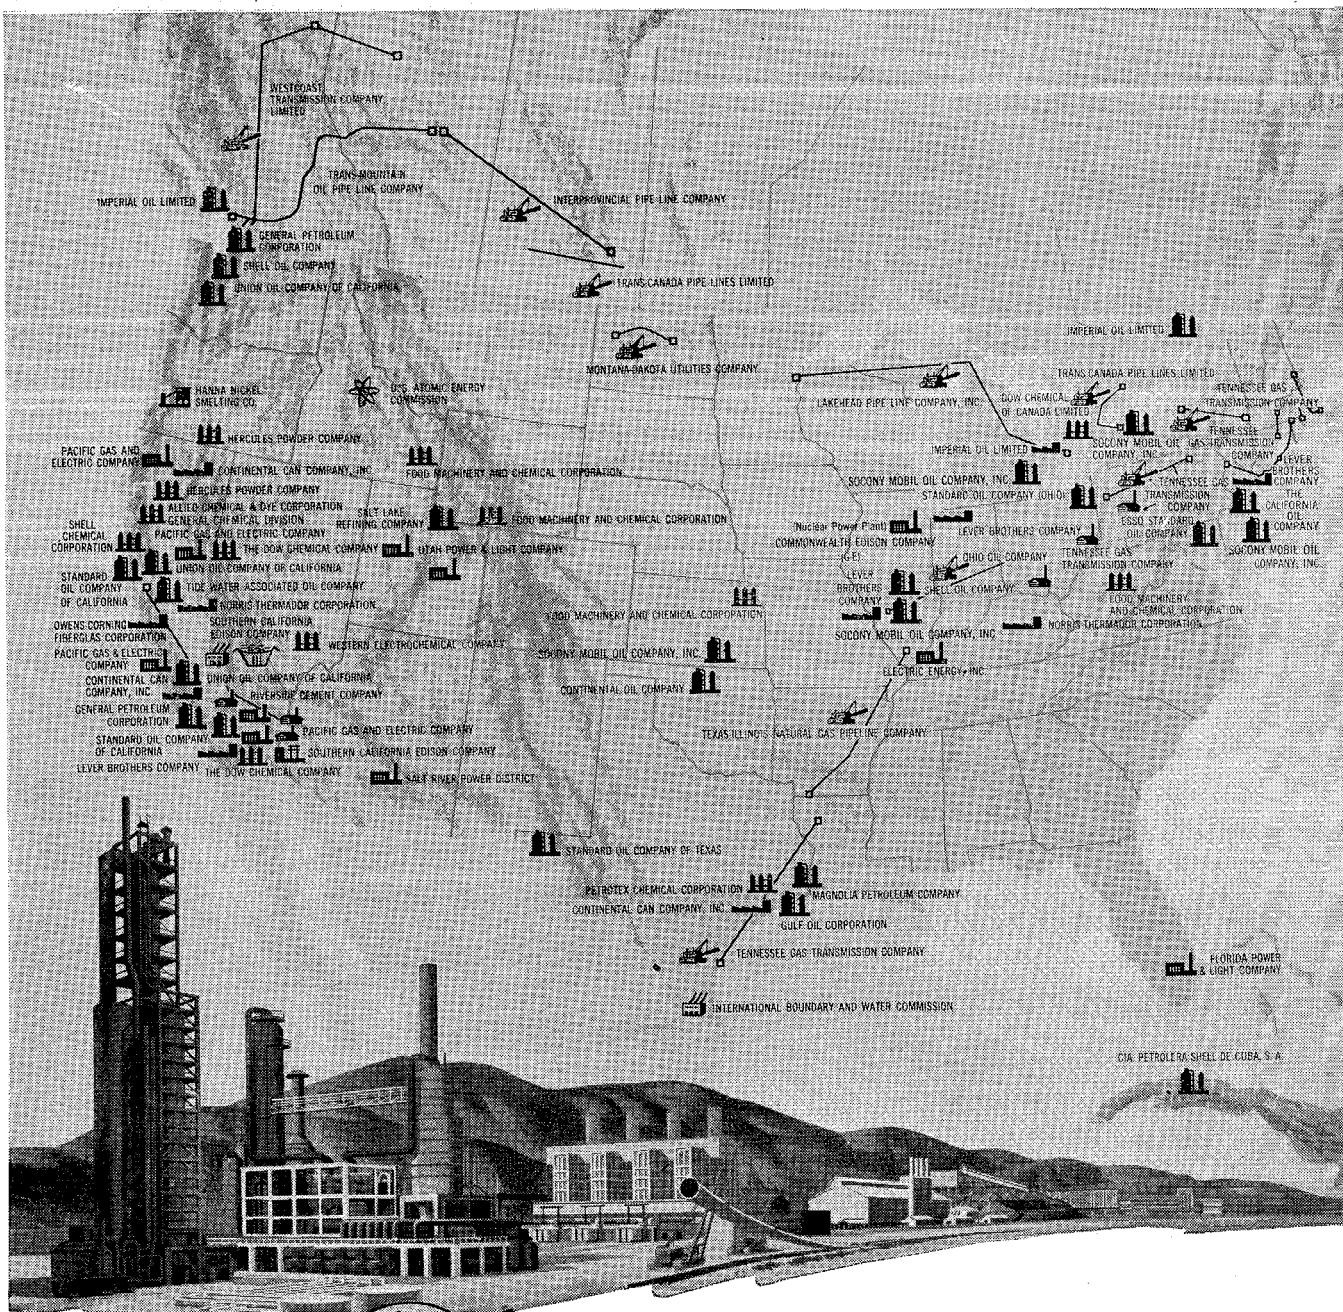 WESTCOAST
TRANSMISSION COMPANY
LIMITED
TRANS-MOUNTAIN
OIL PIPE LINE COMPANY
IMPERIAL OIL LIMITED
INTERPROVINCIAL PIPE LINE COMPANY
GENERAL PETROLEUM
CORPORATION
SHELL OIL COMPANY
UNION OIL COMPANY OF CALIFORNIA
TRANS-CANADA PIPE LINES LIMITED
MONTANA-DAKOTA UTILITIES COMPANY
HANNA NICKEL
SMELTING CO.
U.S. ATOMIC ENERGY
COMMISSION
HERCULES POWDER COMPANY
PACIFIC GAS AND
ELECTRIC COMPANY
CONTINENTAL CAN COMPANY, INC.
FOOD MACHINERY AND CHEMICAL CORPORATION
HERCULES POWDER COMPANY
ALLIED CHEMICAL & DYE CORPORATION
GENERAL CHEMICAL DIVISION
SALT LAKE
REFINING COMPANY
FOOD MACHINERY AND CHEMICAL CORPORATION
SHELL
CHEMICAL
CORPORATION
PACIFIC GAS AND ELECTRIC COMPANY
THE DOW CHEMICAL COMPANY
UTAH POWER & LIGHT COMPANY
UNION OIL COMPANY OF CALIFORNIA
STANDARD
OIL COMPANY
OF CALIFORNIA
TIDE WATER ASSOCIATED OIL COMPANY
NORRIS THERMADOR CORPORATION
OWENS CORNING
FIBERGLAS CORPORATION
SOUTHERN
CALIFORNIA
EDISON COMPANY
WESTERN ELECTROCHEMICAL COMPANY
PACIFIC GAS & ELECTRIC
COMPANY
CONTINENTAL CAN
COMPANY, INC.
UNION OIL COMPANY OF CALIFORNIA
RIVERSIDE CEMENT COMPANY
GENERAL PETROLEUM
CORPORATION
STANDARD OIL COMPANY
OF CALIFORNIA
PACIFIC GAS AND ELECTRIC COMPANY
SOUTHERN CALIFORNIA EDISON COMPANY
LEVER BROTHERS COMPANY
THE DOW CHEMICAL COMPANY
SALT RIVER POWER DISTRICT
IMPERIAL OIL LIMITED
TRANS-CANADA PIPE LINES LIMITED
LAKEHEAD PIPE LINE COMPANY, INC.
DOW CHEMICAL
OF CANADA LIMITED
TENNESSEE GAS
TRANSMISSION COMPANY
IMPERIAL OIL LIMITED
SOCONY MOBIL OIL
COMPANY, INC.
TENNESSEE
GAS TRANSMISSION
COMPANY
LEVER
BROTHERS
COMPANY
SOCONY MOBIL OIL COMPANY, INC.
STANDARD OIL COMPANY (OHIO)
TENNESSEE GAS
TRANSMISSION
COMPANY
THE
CALIFORNIA
OIL
COMPANY
(Nuclear Power Plant)
COMMONWEALTH EDISON COMPANY
(G-E)
LEVER BROTHERS COMPANY
ESSO STANDARD
OIL COMPANY
SOCONY MOBIL OIL
COMPANY, INC.
TENNESSEE GAS
TRANSMISSION COMPANY
OHIO OIL COMPANY
LEVER
BROTHERS
COMPANY
SHELL OIL COMPANY
FOOD MACHINERY
AND CHEMICAL CORPORATION
FOOD MACHINERY AND CHEMICAL CORPORATION
SOCONY MOBIL OIL COMPANY, INC
NORRIS THERMADOR CORPORATION
SOCONY MOBIL OIL COMPANY, INC.
ELECTRIC ENERGY, INC
CONTINENTAL OIL COMPANY
TEXAS ILLINOIS NATURAL GAS PIPELINE COMPANY
STANDARD OIL COMPANY OF TEXAS
PETROTEX CHEMICAL CORPORATION
MAGNOLIA PETROLEUM COMPANY
CONTINENTAL CAN COMPANY, INC.
GULF OIL CORPORATION
TENNESSEE GAS TRANSMISSION COMPANY
FLORIDA POWER
& LIGHT COMPANY
INTERNATIONAL BOUNDARY AND WATER COMMISSION
CIA. PETROLERA SHELL DE CUBA, S. A.